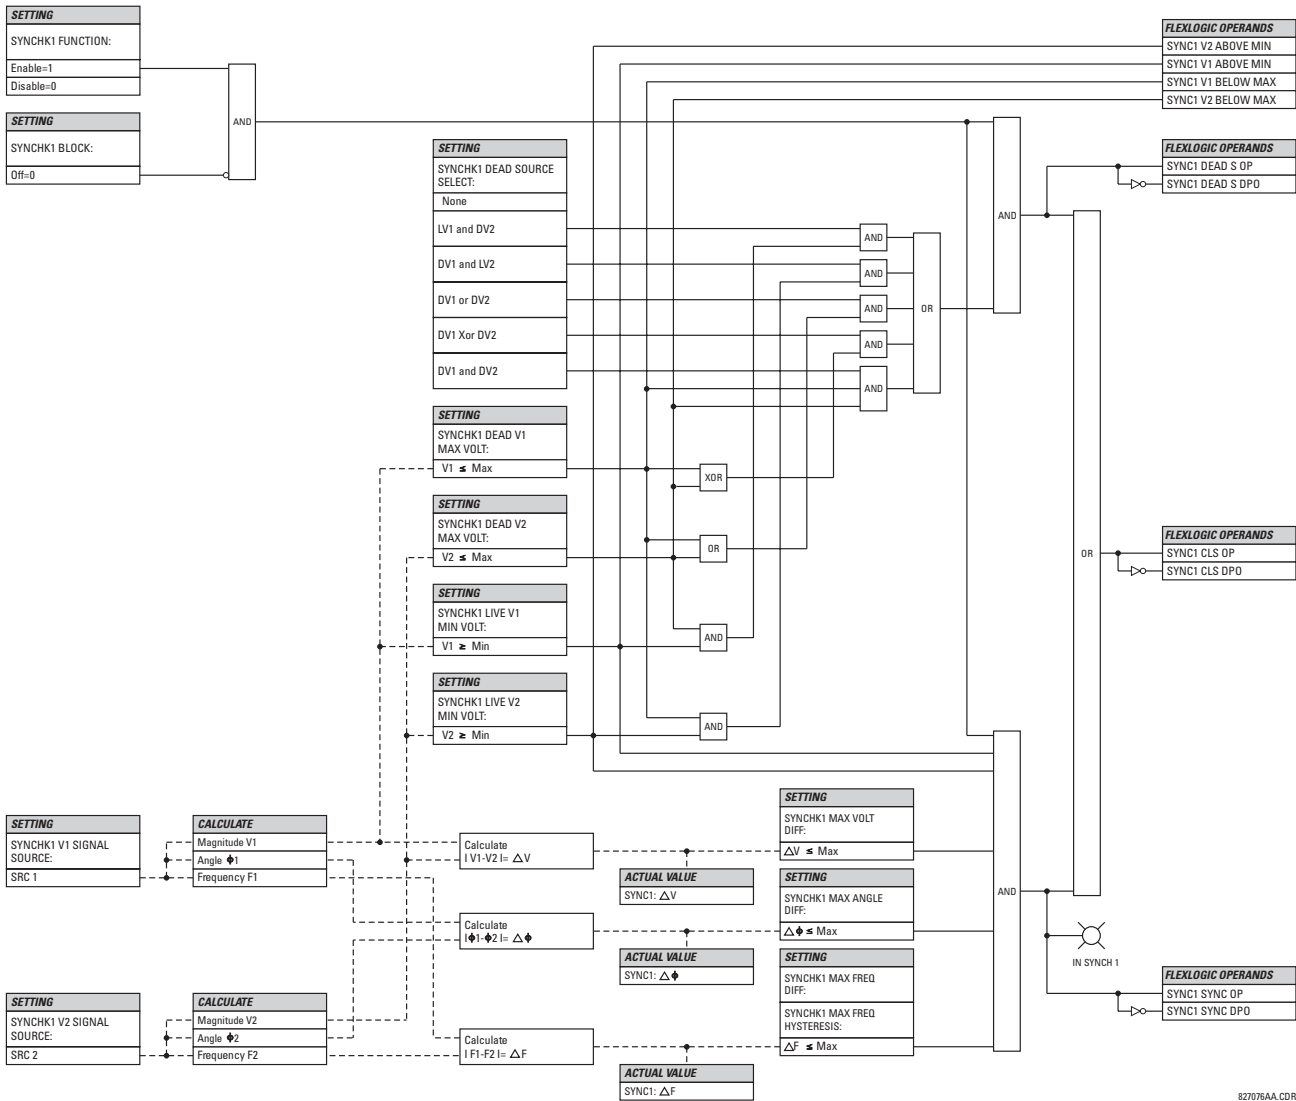 SETTING
SYNCHK1 FUNCTION:
Enable=1
Disable=0
SETTING
SYNCHK1 BLOCK:
Off=0
AND
SETTING
SYNCHK1 DEAD SOURCE
SELECT:
None
LV1 and DV2
DV1 and LV2
DV1 or DV2
DV1 Xor DV2
DV1 and DV2
AND
AND
AND
AND
AND
OR
AND
SETTING
SYNCHK1 DEAD V1
MAX VOLT:
V1 ≤ Max
XOR
SETTING
SYNCHK1 DEAD V2
MAX VOLT:
V2 ≤ Max
OR
SETTING
SYNCHK1 LIVE V1
MIN VOLT:
V1 ≥ Min
AND
SETTING
SYNCHK1 LIVE V2
MIN VOLT:
V2 ≥ Min
AND
FLEXLOGIC OPERANDS
SYNC1 V2 ABOVE MIN
SYNC1 V1 ABOVE MIN
SYNC1 V1 BELOW MAX
SYNC1 V2 BELOW MAX
FLEXLOGIC OPERANDS
SYNC1 DEAD S OP
SYNC1 DEAD S DPO
OR
FLEXLOGIC OPERANDS
SYNC1 CLS OP
SYNC1 CLS DPO
SETTING
SYNCHK1 V1 SIGNAL
SOURCE:
SRC 1
CALCULATE
Magnitude V1
Angle Φ1
Frequency F1
Calculate
I V1-V2 I= △V
ACTUAL VALUE
SYNC1: △V
SETTING
SYNCHK1 MAX VOLT
DIFF:
△V ≤ Max
Calculate
IΦ1-Φ2 I= △Φ
ACTUAL VALUE
SYNC1: △Φ
SETTING
SYNCHK1 MAX ANGLE
DIFF:
△Φ ≤ Max
SETTING
SYNCHK1 V2 SIGNAL
SOURCE:
SRC 2
CALCULATE
Magnitude V2
Angle Φ2
Frequency F2
Calculate
I F1-F2 I= △F
ACTUAL VALUE
SYNC1: △F
SETTING
SYNCHK1 MAX FREQ
DIFF:
SYNCHK1 MAX FREQ
HYSTERESIS:
△F ≤ Max
AND
IN SYNCH 1
FLEXLOGIC OPERANDS
SYNC1 SYNC OP
SYNC1 SYNC DPO
827076AA.CDR